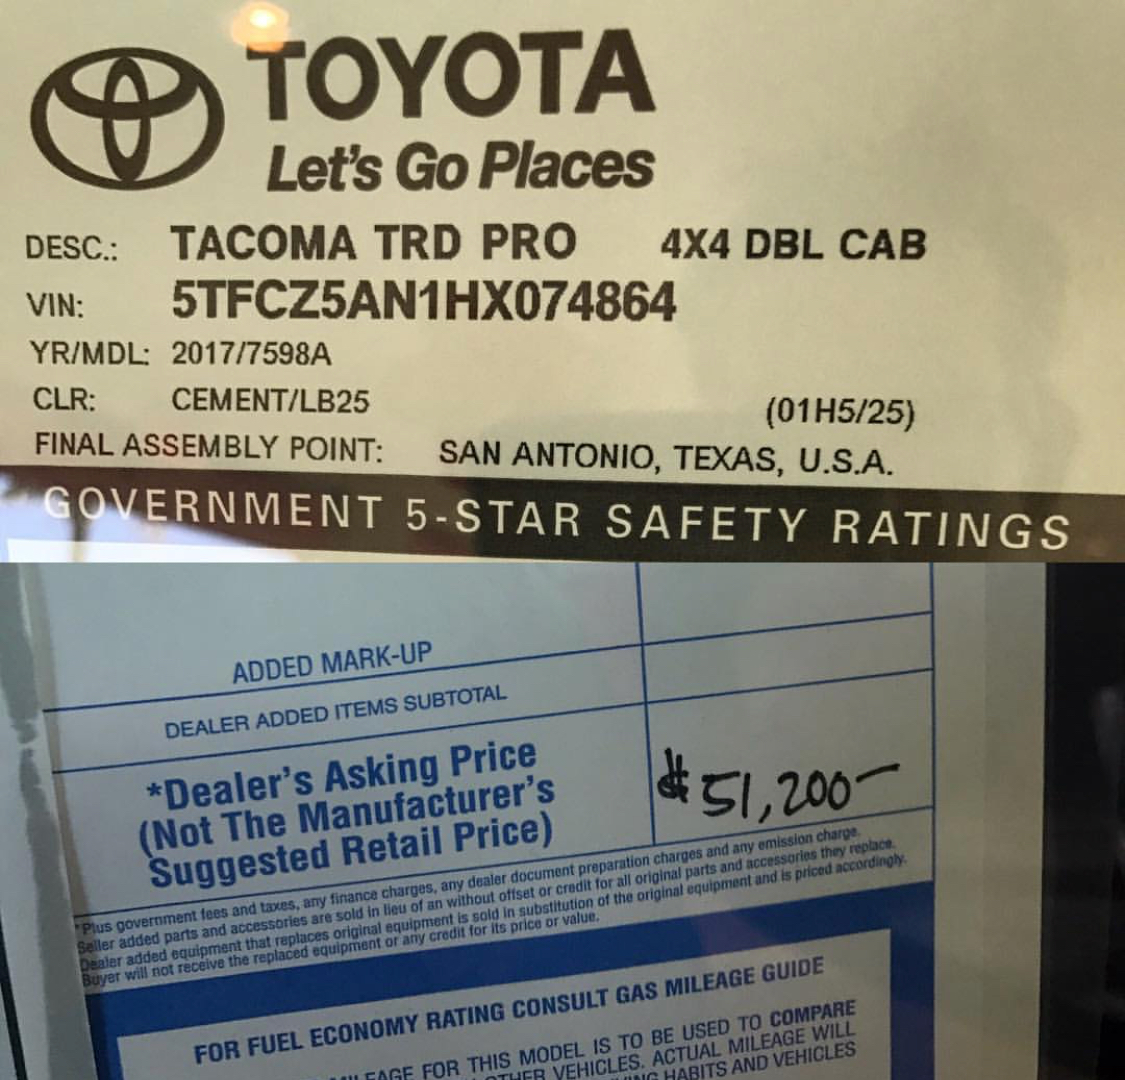 TOYOTA
Let's Go Places
DESC.: TACOMA TRD PRO 4X4 DBL CAB
VIN: 5TFCZ5AN1HX074864
YR/MDL: 2017/7598A
CLR: CEMENT/LB25 (01H5/25)
FINAL ASSEMBLY POINT: SAN ANTONIO, TEXAS, U.S.A.
GOVERNMENT 5-STAR SAFETY RATINGS
ADDED MARK-UP
DEALER ADDED ITEMS SUBTOTAL
*Dealer's Asking Price
(Not The Manufacturer's
Suggested Retail Price)
$51,200-
*Plus government fees and taxes, any finance charges, any dealer document preparation charges and any emission charge.
Seller added parts and accessories are sold in lieu of an without offset or credit for all original parts and accessories they replace.
Dealer added equipment that replaces original equipment is sold in substitution of the original equipment and is priced accordingly.
Buyer will not receive the replaced equipment or any credit for its price or value.
FOR FUEL ECONOMY RATING CONSULT GAS MILEAGE GUIDE
FOR THIS MODEL IS TO BE USED TO COMPARE
OTHER VEHICLES. ACTUAL MILEAGE WILL
HABITS AND VEHICLES